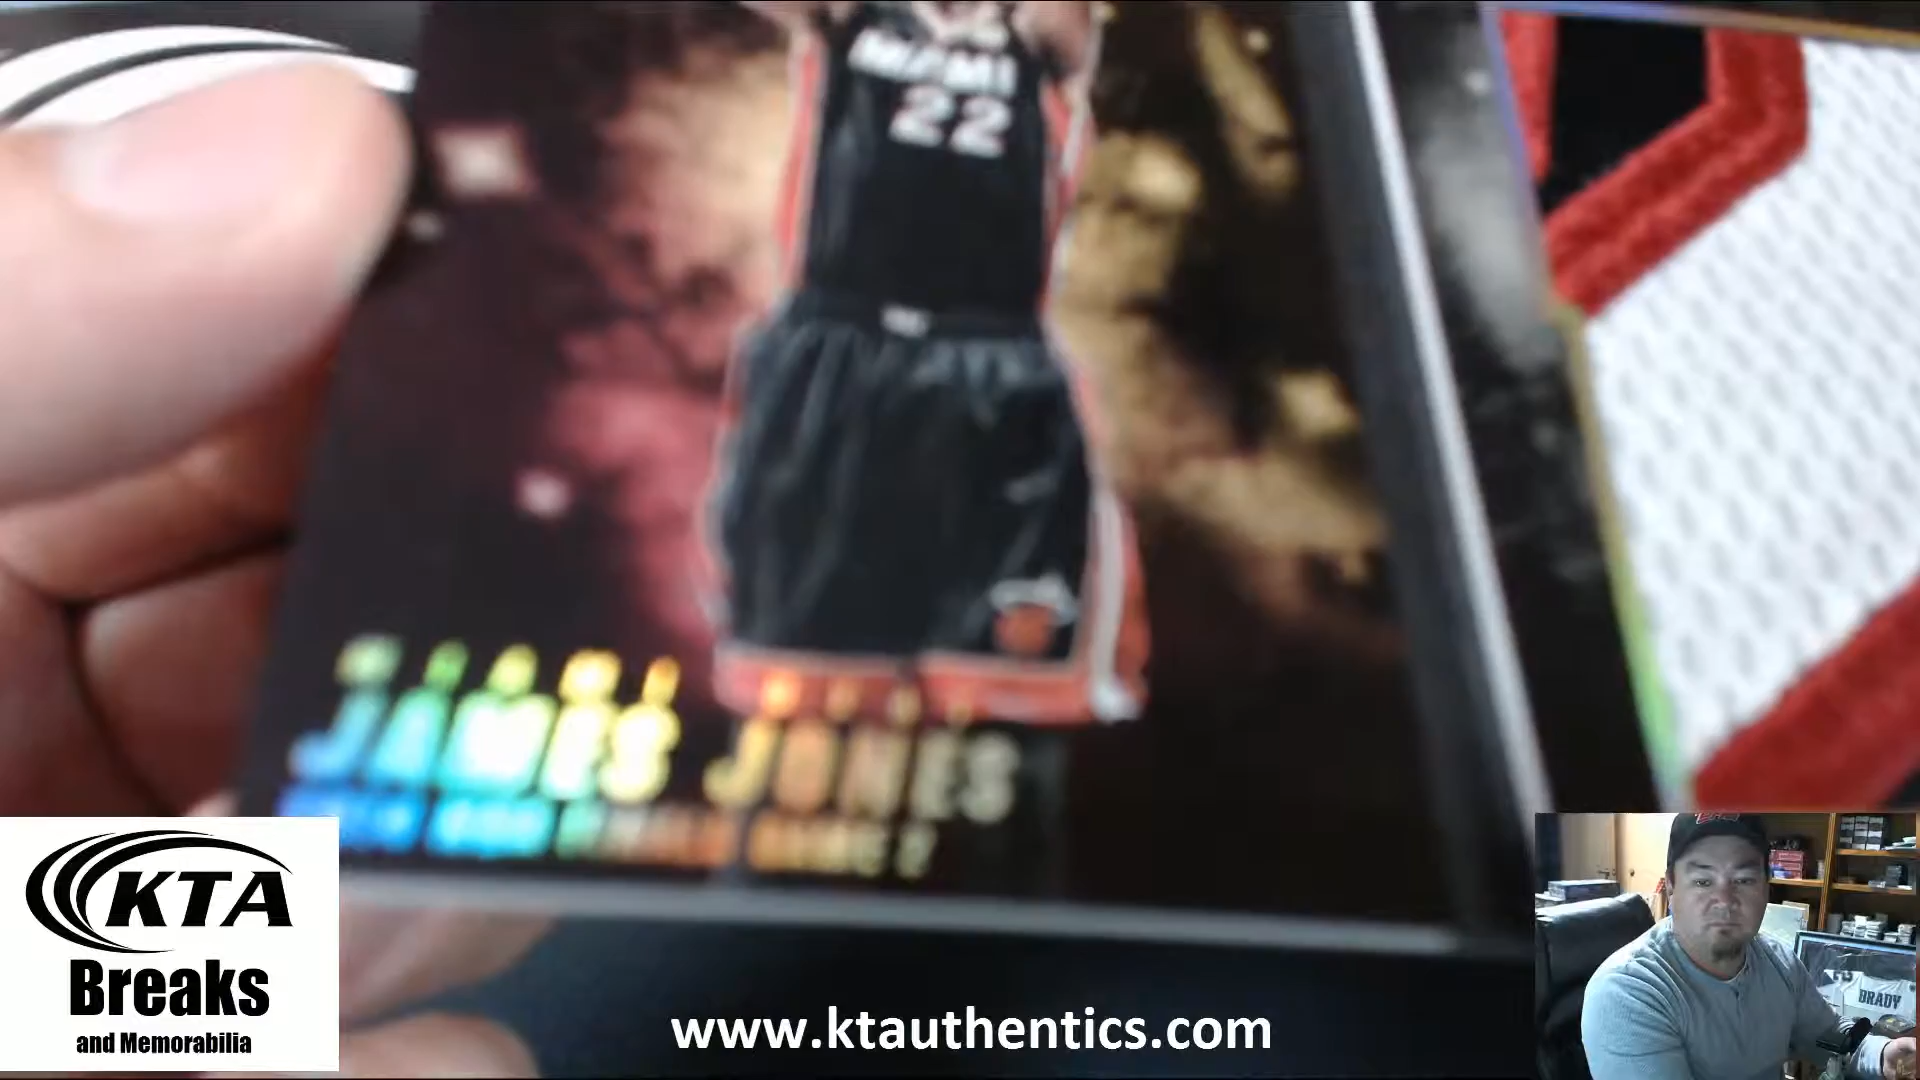 MIAMI
22
JAMES JONES
KTA
Breaks
and Memorabilia
www.ktauthentics.com
BRADY